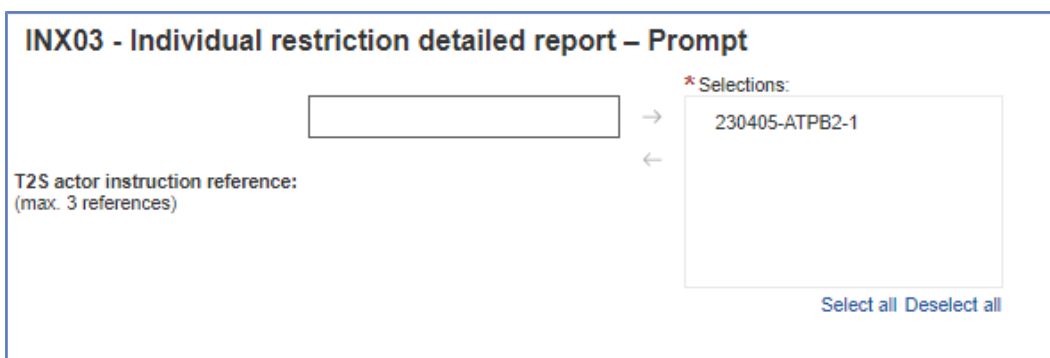 INX03 - Individual restriction detailed report – Prompt
* Selections:
→
230405-ATPB2-1
←
T2S actor instruction reference:
(max. 3 references)
Select all Deselect all